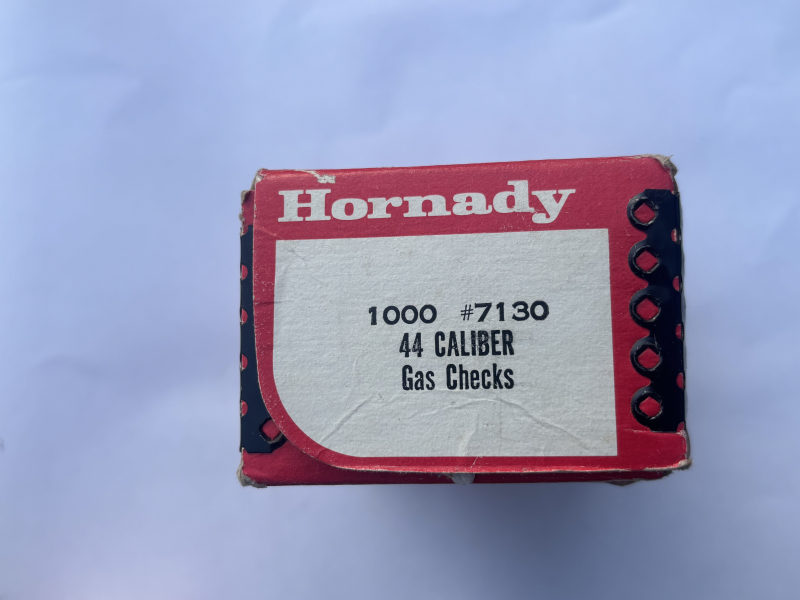 Hornady
1000 #7130
44 CALIBER
Gas Checks